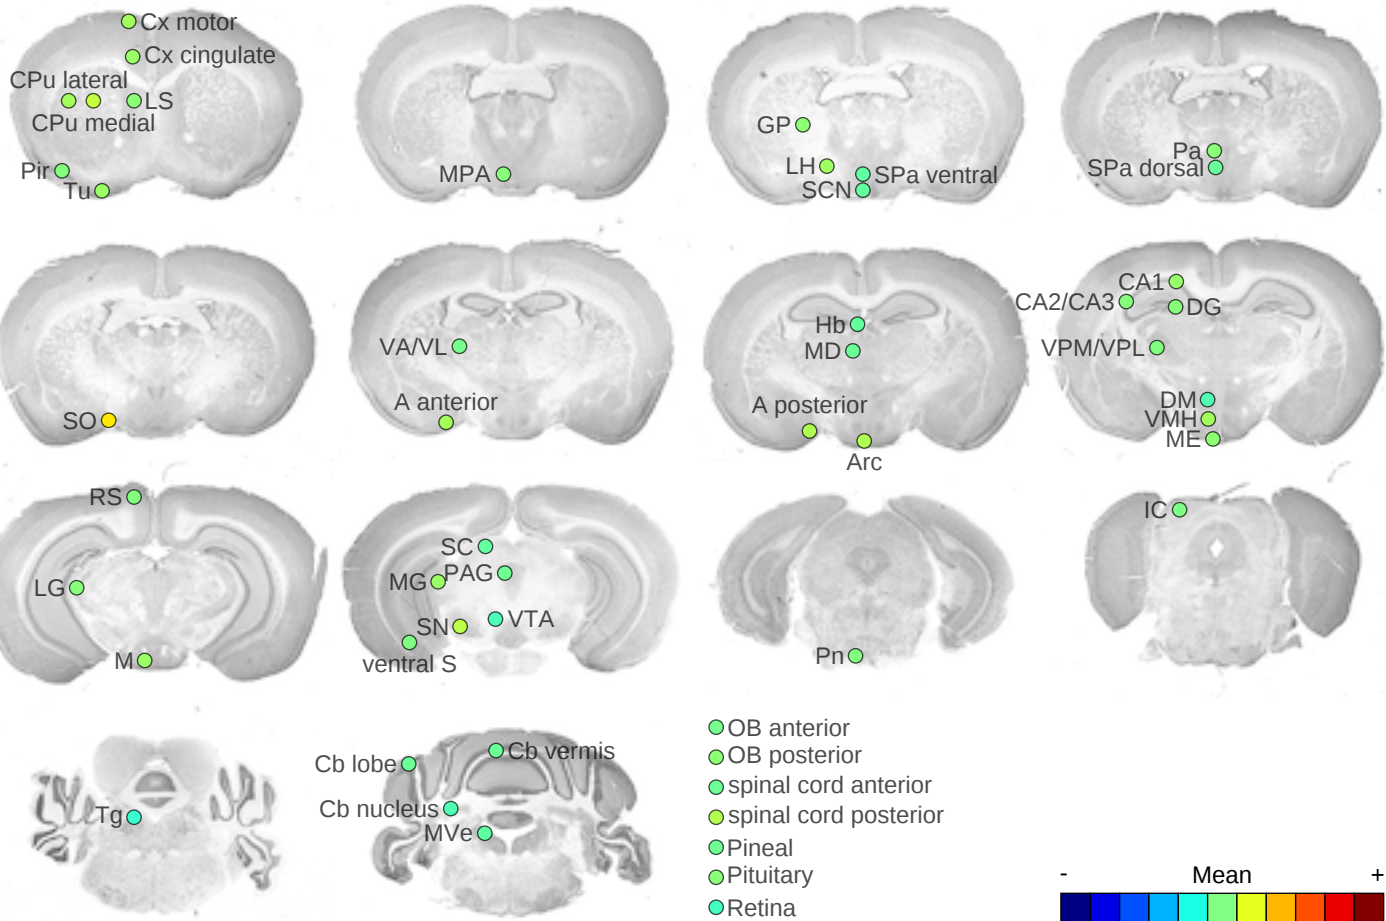 Cx motor
Cx cingulate
CPu lateral
LS
CPu medial
Pir
Tu
MPA
GP
LH
SPa ventral
SCN
Pa
SPa dorsal
SO
VA/VL
A anterior
Hb
MD
A posterior
Arc
CA1
CA2/CA3
DG
VPM/VPL
DM
VMH
ME
RS
LG
M
SC
PAG
MG
VTA
SN
ventral S
Pn
IC
Tg
Cb vermis
Cb lobe
Cb nucleus
MVe
OB anterior
OB posterior
spinal cord anterior
spinal cord posterior
Pineal
Pituitary
Retina
- Mean +